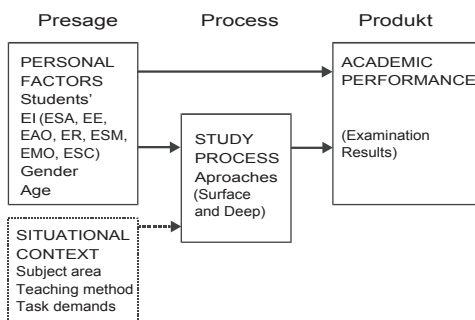 Presage Process Produkt
PERSONAL
FACTORS
Students'
EI (ESA, EE,
EAO, ER, ESM,
EMO, ESC)
Gender
Age
SITUATIONAL
CONTEXT
Subject area
Teaching method
Task demands
STUDY
PROCESS
Aproaches
(Surface
and Deep)
ACADEMIC
PERFORMANCE
(Examination
Results)